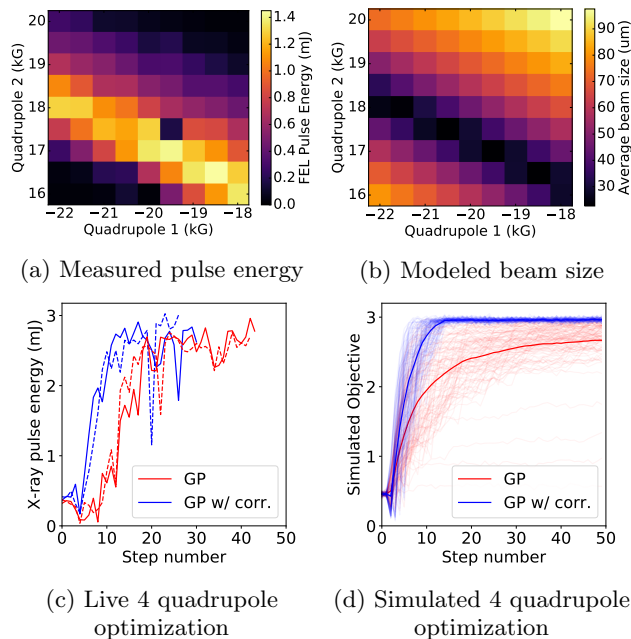 20
19
18
17
16
Quadrupole 2 (kG)
−22 −21 −20 −19 −18
Quadrupole 1 (kG)
1.4
1.2
1.0
0.8
0.6
0.4
0.2
0.0
FEL Pulse Energy (mJ)
(a) Measured pulse energy
20
19
18
17
16
Quadrupole 2 (kG)
−22 −21 −20 −19 −18
Quadrupole 1 (kG)
90
80
70
60
50
40
30
Average beam size (um)
(b) Modeled beam size
3
2
1
0
X-ray pulse energy (mJ)
GP
GP w/ corr.
0 10 20 30 40 50
Step number
(c) Live 4 quadrupole
optimization
3
2
1
0
Simulated Objective
GP
GP w/ corr.
0 10 20 30 40 50
Step number
(d) Simulated 4 quadrupole
optimization